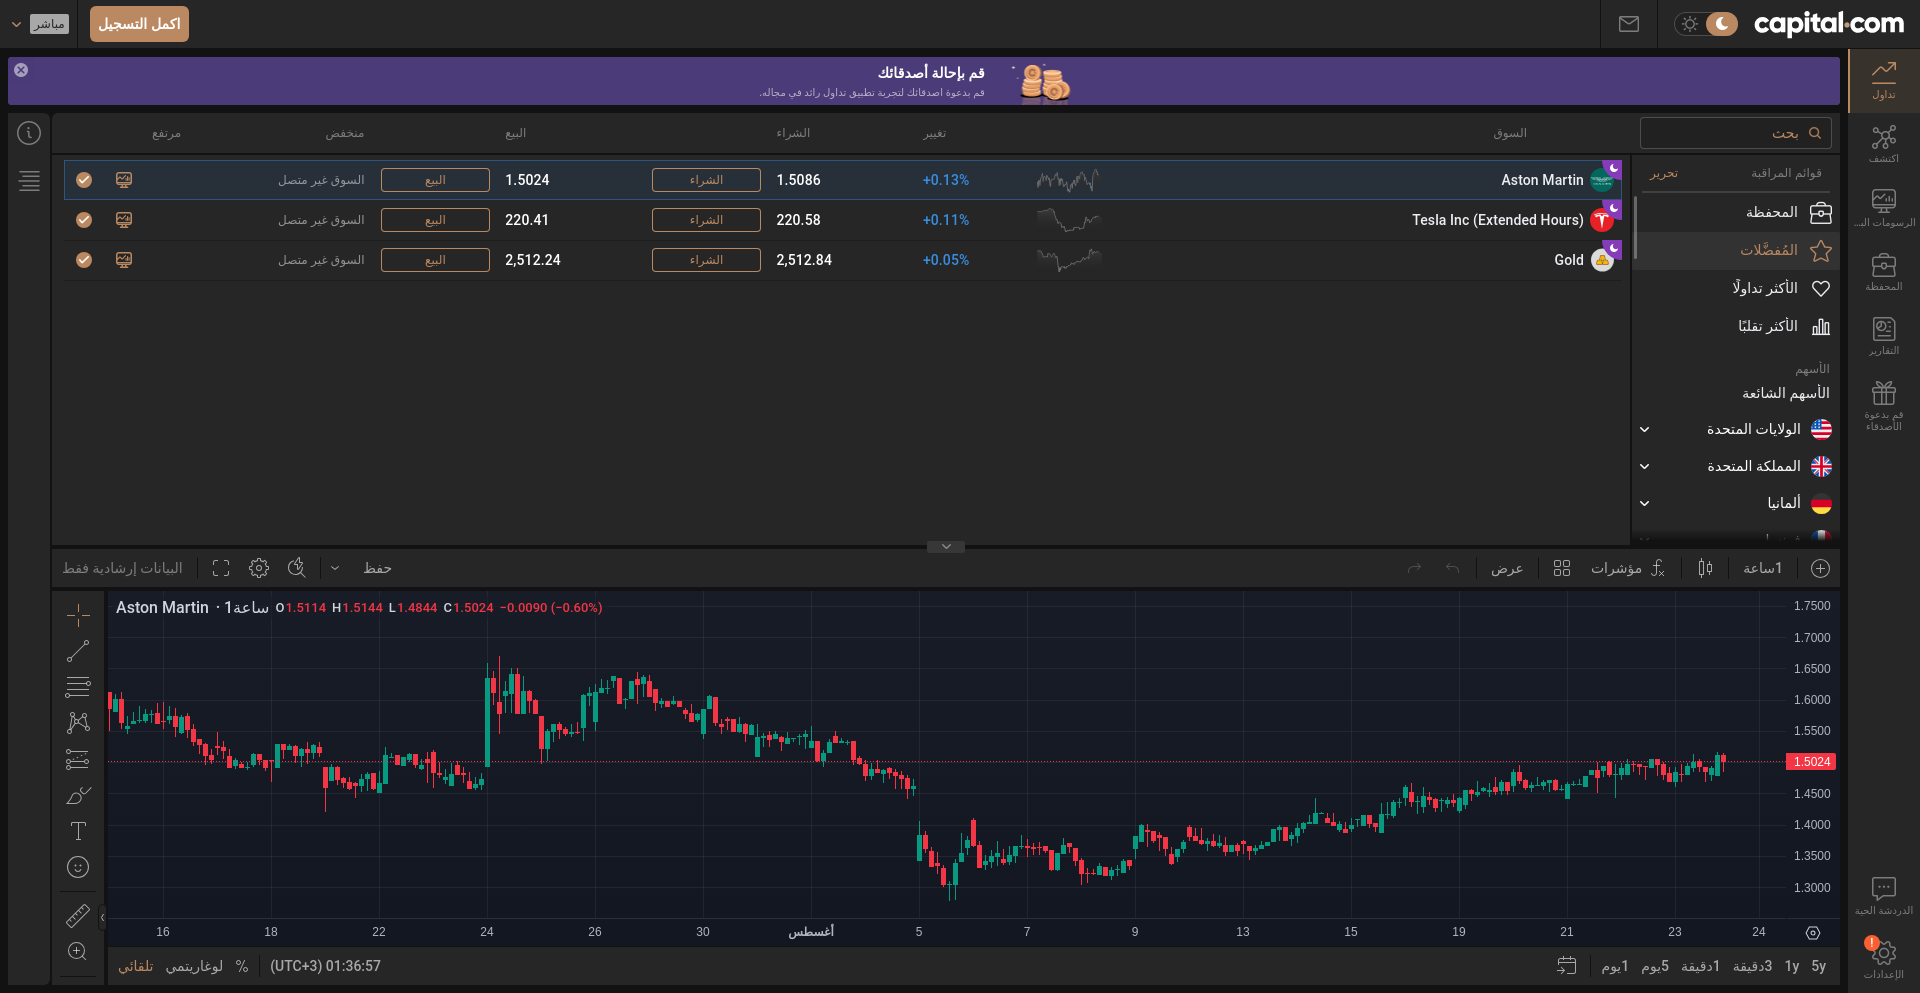 capital.com
اكمل التسجيل
مباشر
قم بإحالة أصدقائك
قم بدعوة اصدقائك لتجربة تطبيق تداول رائد في مجاله.
تداول
اكتشف
الرسومات البـ...
المحفظة
التقارير
قم بدعوة
الأصدقاء
الدردشة الحية
!
الإعدادات
بحث
قوائم المراقبة
تحرير
المحفظة
المُفضَّلات
الأكثر تداولًا
الأكثر تقلبًا
الأسهم
الأسهم الشائعة
الولايات المتحدة
المملكة المتحدة
ألمانيا
السوق تغيير الشراء البيع منخفض مرتفع
Aston Martin +0.13% 1.5086 الشراء 1.5024 البيع السوق غير متصل
Tesla Inc (Extended Hours) +0.11% 220.58 الشراء 220.41 البيع السوق غير متصل
Gold +0.05% 2,512.84 الشراء 2,512.24 البيع السوق غير متصل
1ساعة
مؤشرات
عرض
حفظ
البيانات إرشادية فقط
Aston Martin · 1ساعة O1.5114 H1.5144 L1.4844 C1.5024 −0.0090 (−0.60%)
1.7500
1.7000
1.6500
1.6000
1.5500
1.5024
1.4500
1.4000
1.3500
1.3000
16 18 22 24 26 30 أغسطس 5 7 9 13 15 19 21 23 24
تلقائي لوغاريتمي % (UTC+3) 01:36:57
1يوم 5يوم 1دقيقة 3دقيقة 1y 5y
T